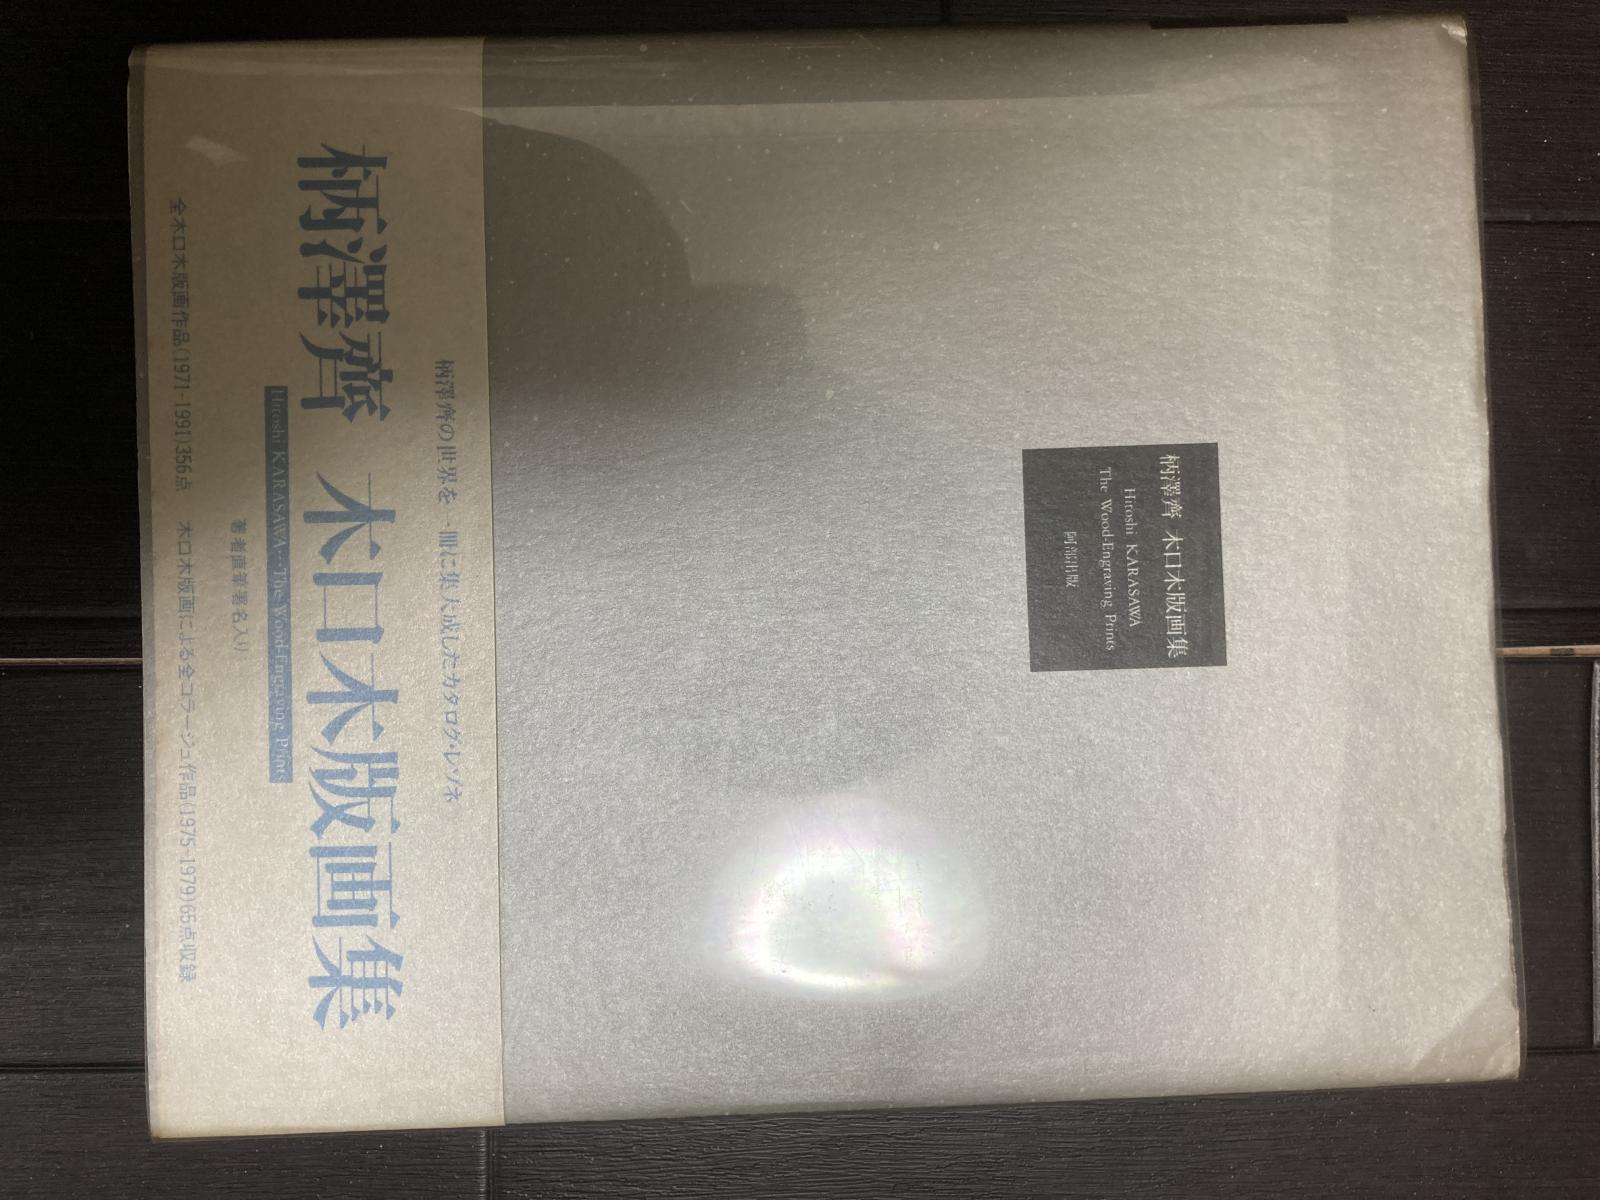 柄澤齊 木口木版画集
Hiroshi KARASAWA
The Wood-Engraving Prints
阿部出版
柄澤齊の世界を一冊に集大成したカタログ・レゾネ
柄澤齊 木口木版画集
Hiroshi KARASAWA…The Wood-Engraving Prints
著者直筆署名入り
全木口木版画作品(1971-1991)356点 木口木版画による全コラージュ作品(1975-1979)65点収録